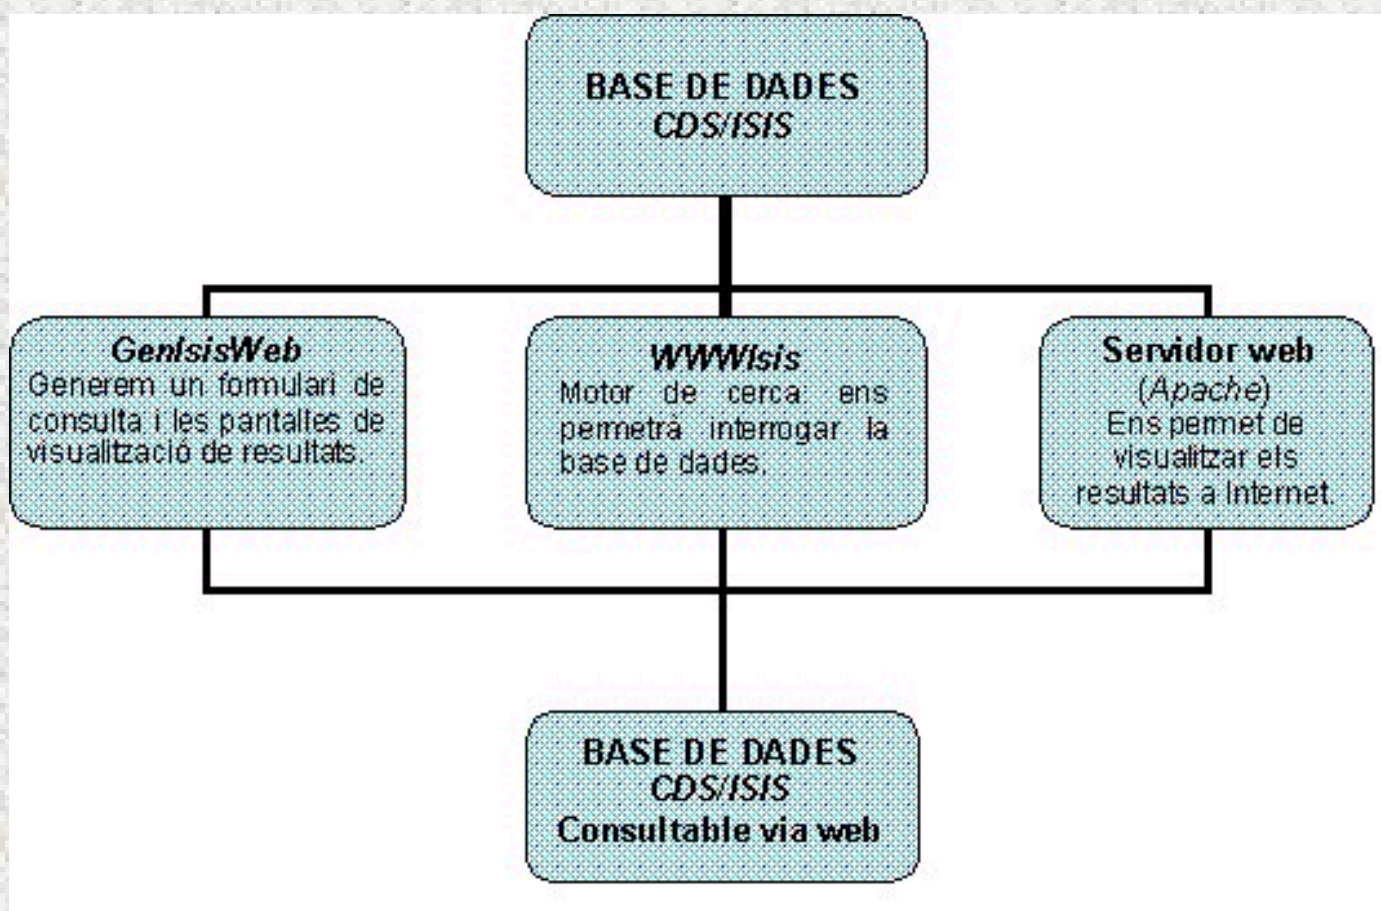 BASE DE DADES
CDS/ISIS
GenIsisWeb
Generem un formulari de
consulta i les pantalles de
visualització de resultats.
WWWIsis
Motor de cerca ens
permetrà interrogar la
base de dades.
Servidor web
(Apache)
Ens permet de
visualitzar els
resultats a Internet.
BASE DE DADES
CDS/ISIS
Consultable via web